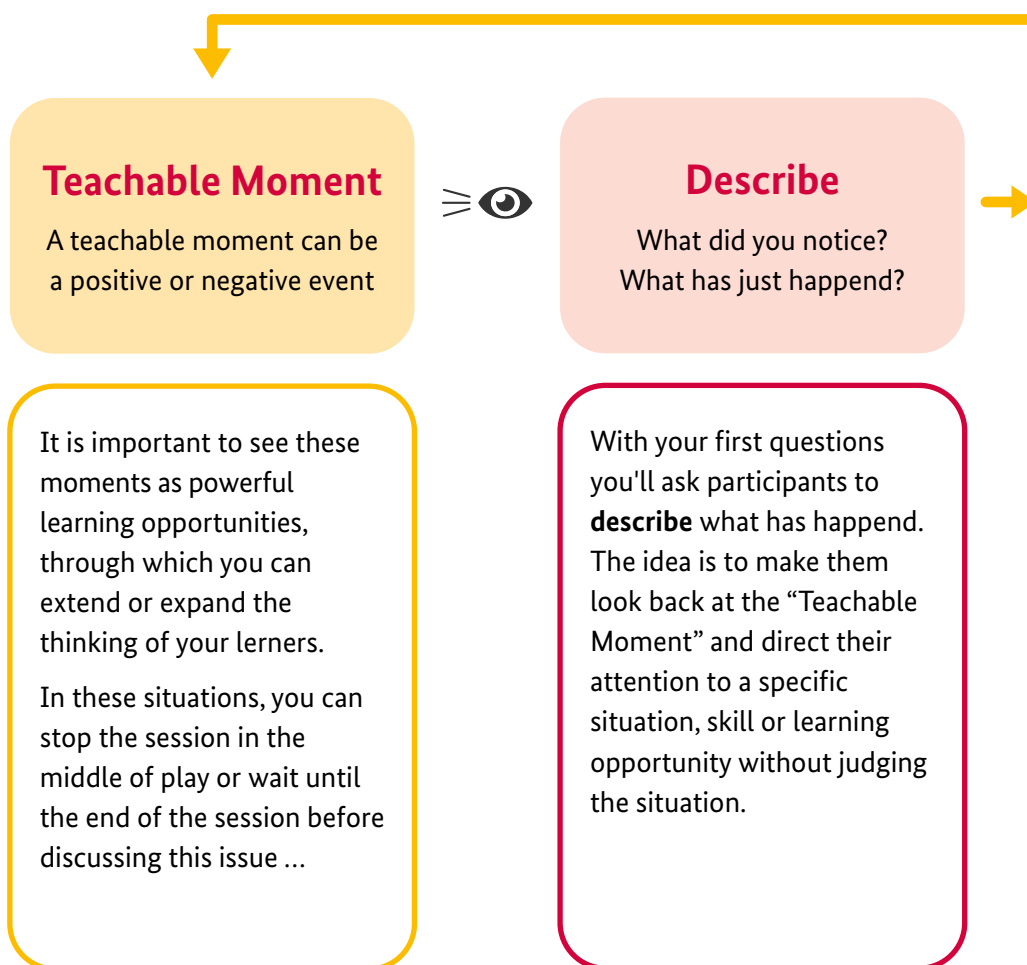 Teachable Moment
A teachable moment can be
a positive or negative event
Describe
What did you notice?
What has just happend?
It is important to see these
moments as powerful
learning opportunities,
through which you can
extend or expand the
thinking of your lerners.
In these situations, you can
stop the session in the
middle of play or wait until
the end of the session before
discussing this issue …
With your first questions
you'll ask participants to
describe what has happend.
The idea is to make them
look back at the “Teachable
Moment” and direct their
attention to a specific
situation, skill or learning
opportunity without judging
the situation.